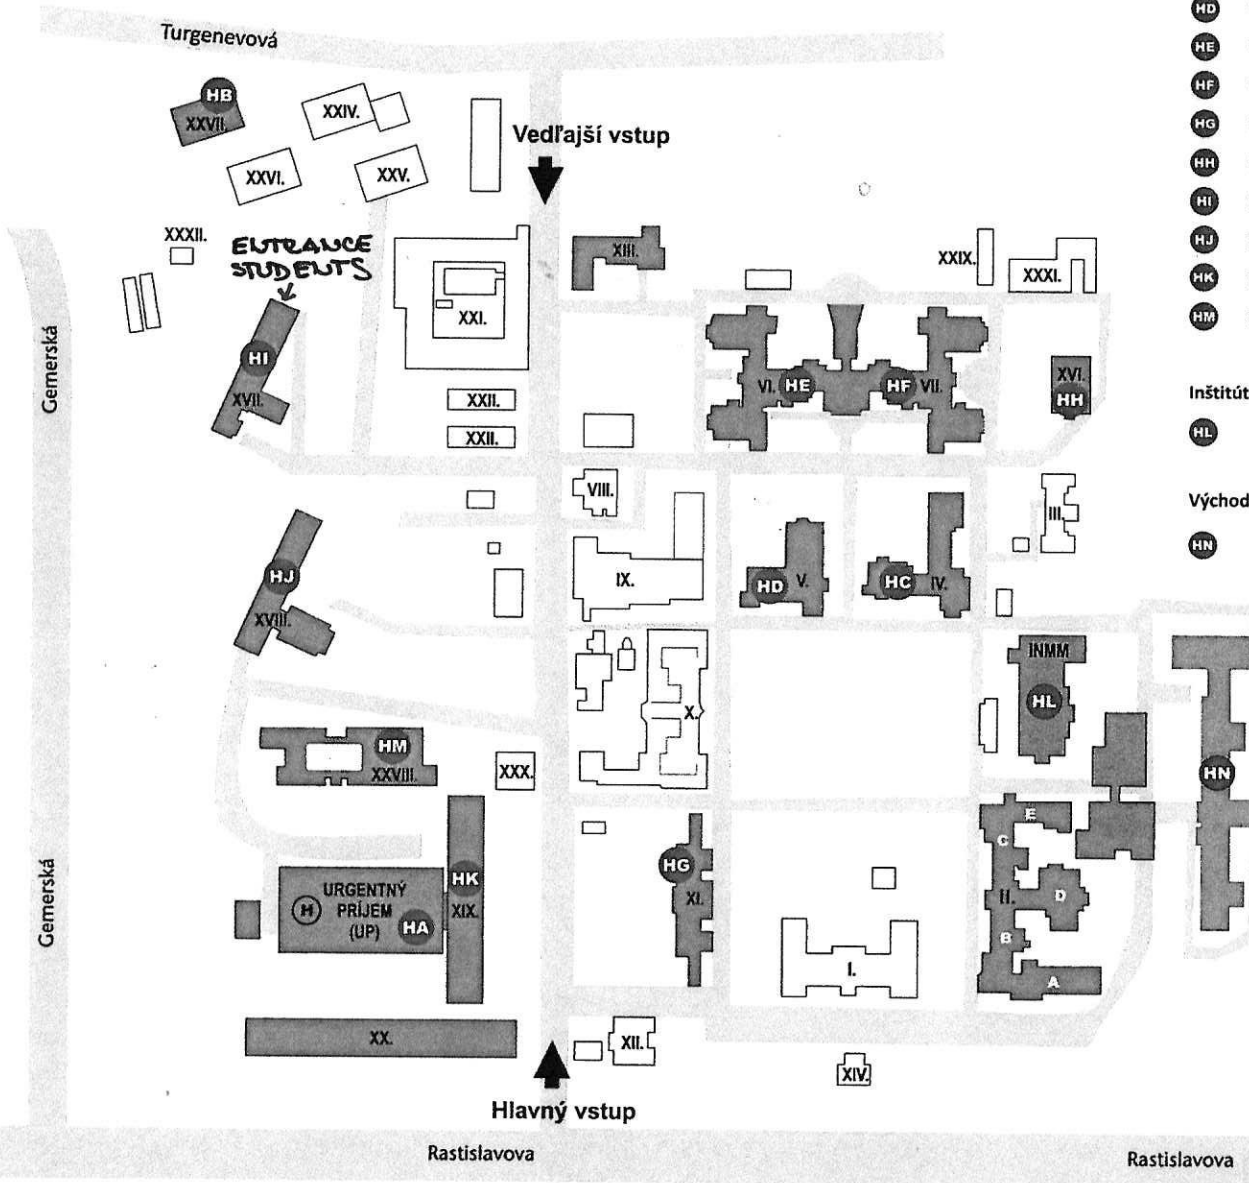 Turgenevová
HD
HE
HF
HG
HH
HI
HJ
HK
HM
Inštitút
HL
Východ
HN
HB
XXVII.
XXIV.
XXVI.
XXV.
Vedľajší vstup
XXXII.
ENTRANCE
STUDENTS
XIII.
XXIX.
XXXI.
XXI.
Gemerská
HI
XVII.
XXII.
XXII.
VI.
HE
HF
VII.
XVI.
HH
VIII.
III.
IX.
HD
V.
HC
IV.
HJ
XVIII.
INMM
HL
X.
HM
XXVIII.
XXX.
HN
E
C
II.
D
B
A
HG
XI.
HK
XIX.
URGENTNÝ
PRÍJEM
(UP)
H
HA
Gemerská
I.
XX.
XII.
XIV.
Hlavný vstup
Rastislavova
Rastislavova